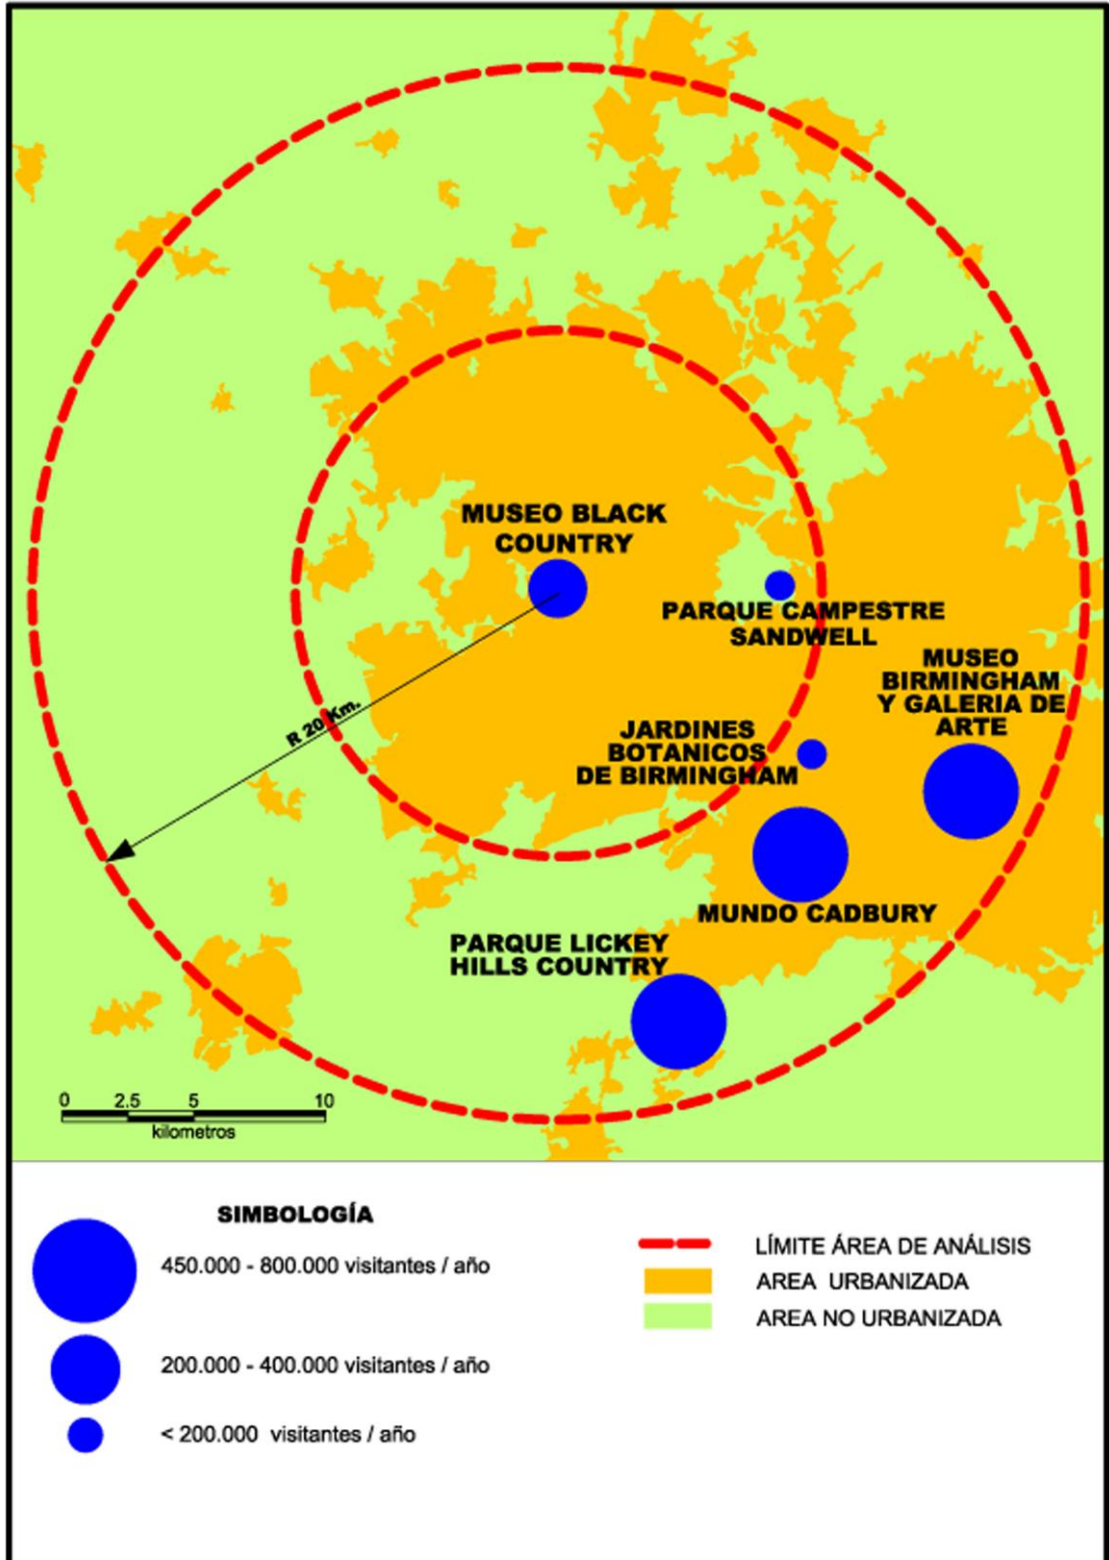 MUSEO BLACK
COUNTRY
PARQUE CAMPESTRE
SANDWELL
MUSEO
BIRMINGHAM
Y GALERIA DE
ARTE
JARDINES
BOTANICOS
DE BIRMINGHAM
R 20 Km.
MUNDO CADBURY
PARQUE LICKEY
HILLS COUNTRY
0 2.5 5 10
kilometros
SIMBOLOGÍA
450.000 - 800.000 visitantes / año
200.000 - 400.000 visitantes / año
< 200.000 visitantes / año
LÍMITE ÁREA DE ANÁLISIS
AREA URBANIZADA
AREA NO URBANIZADA